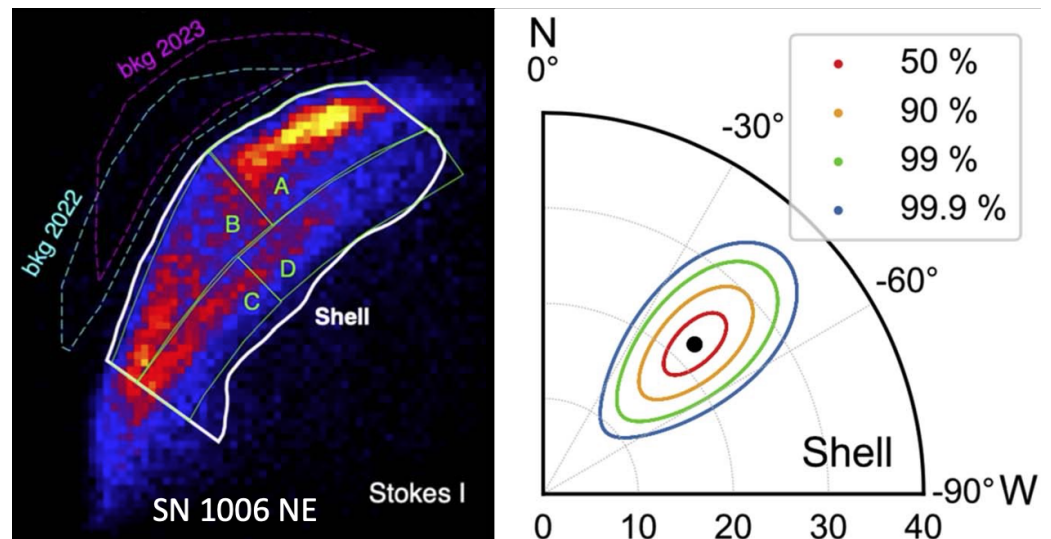 bkg 2023
bkg 2022
A
B
D
C
Shell
Stokes I
SN 1006 NE
N
0°
-30°
-60°
-90° W
50 %
90 %
99 %
99.9 %
Shell
0 10 20 30 40